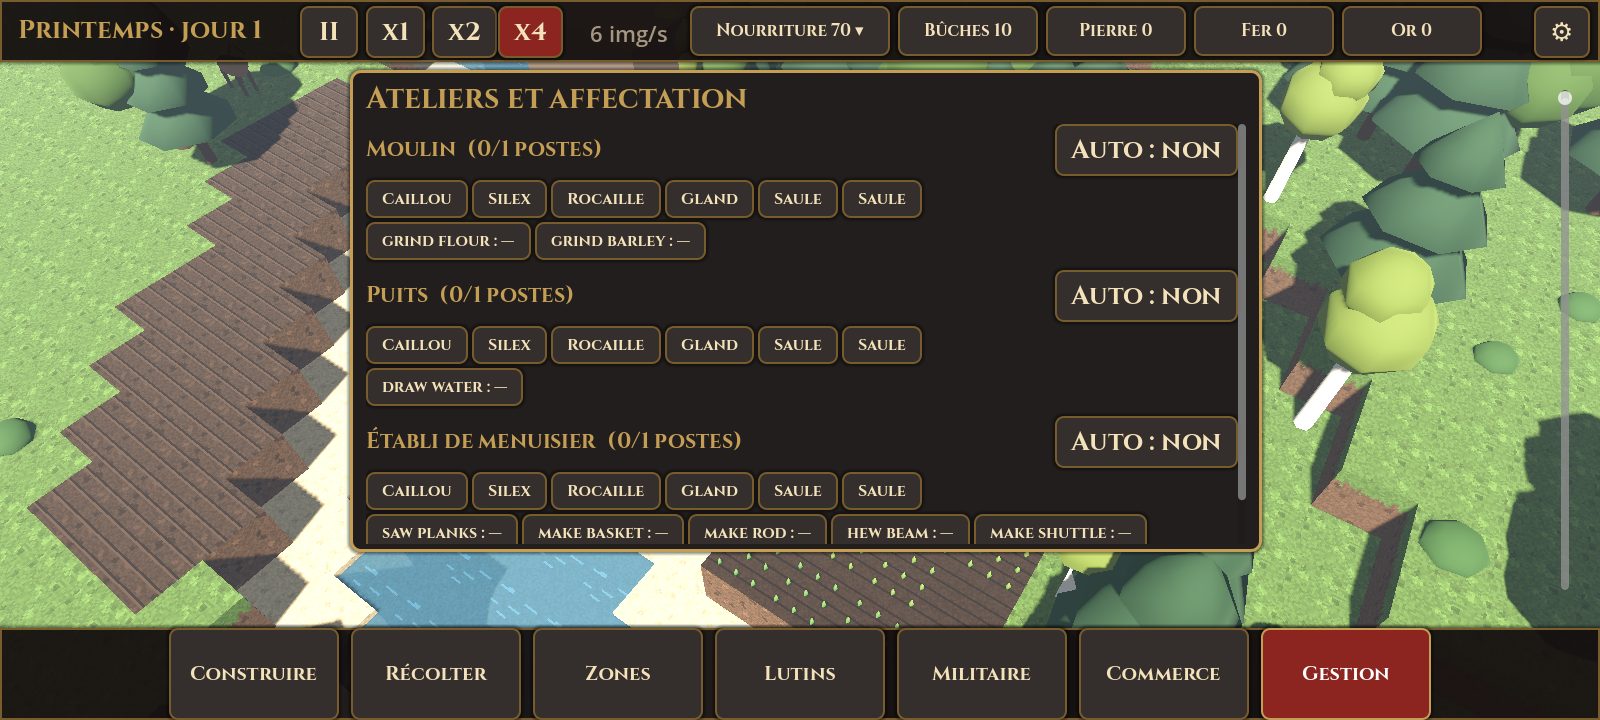 Printemps · jour 1 II X1 X2 X4 6 img/s Nourriture 70 ▾ Bûches 10 Pierre 0 Fer 0 Or 0 ⚙
Ateliers et affectation
Moulin (0/1 postes) Auto : non
Caillou Silex Rocaille Gland Saule Saule
grind flour : — grind barley : —
Puits (0/1 postes) Auto : non
Caillou Silex Rocaille Gland Saule Saule
draw water : —
Établi de menuisier (0/1 postes) Auto : non
Caillou Silex Rocaille Gland Saule Saule
saw planks : — make basket : — make rod : — hew beam : — make shuttle : —
Construire Récolter Zones Lutins Militaire Commerce Gestion